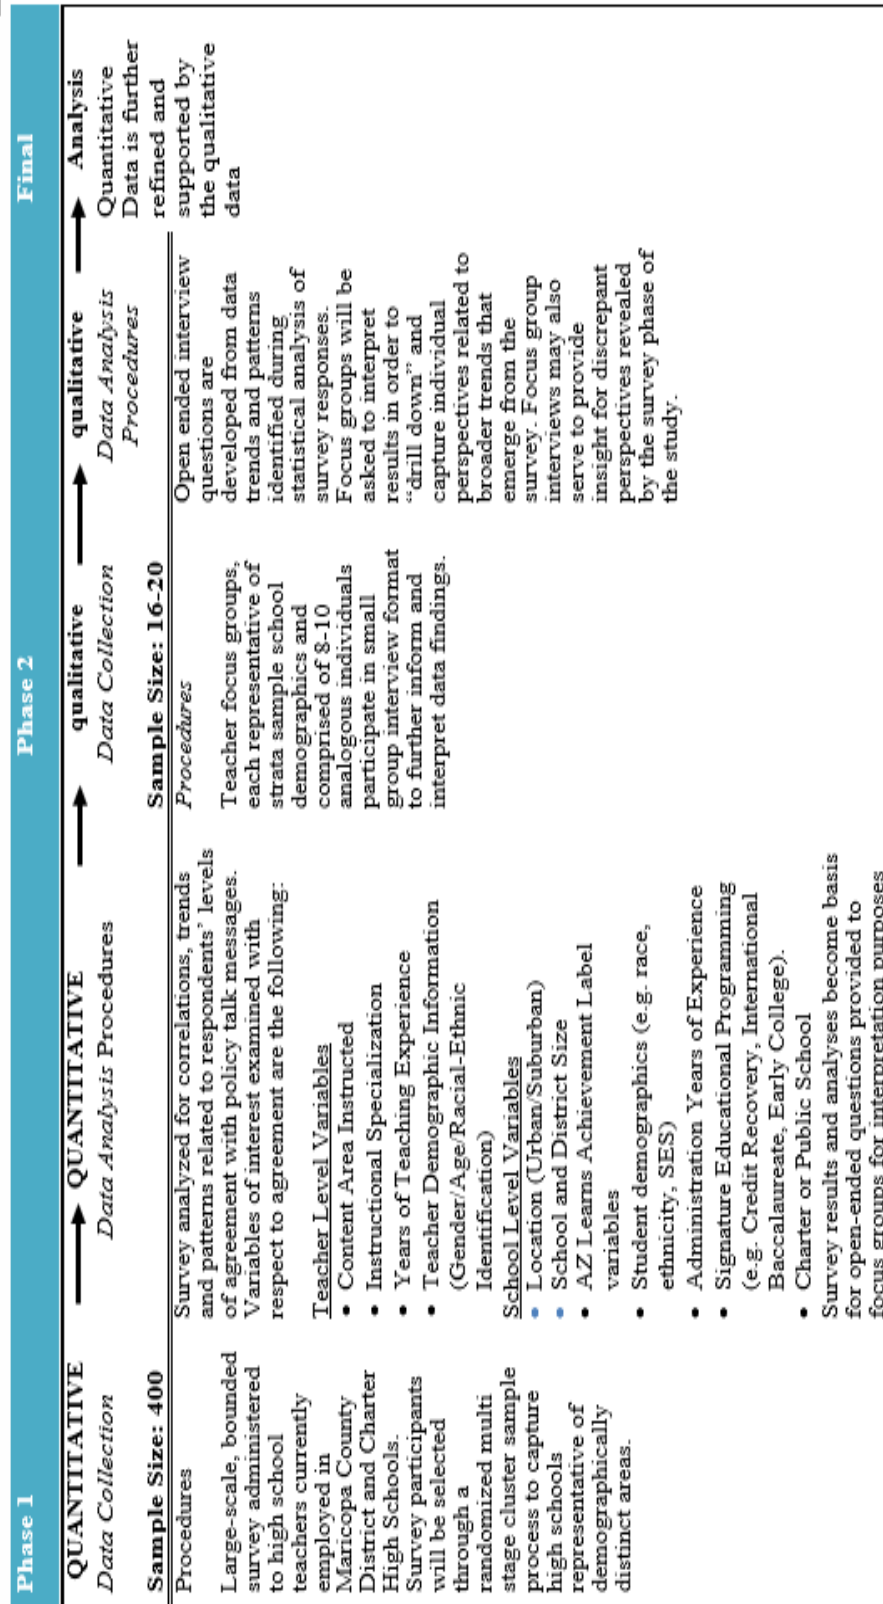 Phase 1
Phase 2
Final
QUANTITATIVE
Data Collection
Sample Size: 400
Procedures
Large-scale, bounded
survey administered
to high school
teachers currently
employed in
Maricopa County
District and Charter
High Schools.
Survey participants
will be selected
through a
randomized multi
stage cluster sample
process to capture
high schools
representative of
demographically
distinct areas.
QUANTITATIVE
Data Analysis Procedures
Survey analyzed for correlations, trends
and patterns related to respondents' levels
of agreement with policy talk messages.
Variables of interest examined with
respect to agreement are the following:
Teacher Level Variables
• Content Area Instructed
• Instructional Specialization
• Years of Teaching Experience
• Teacher Demographic Information
(Gender/Age/Racial-Ethnic
Identification)
School Level Variables
• Location (Urban/Suburban)
• School and District Size
• AZ Learns Achievement Label
variables
• Student demographics (e.g. race,
ethnicity, SES)
• Administration Years of Experience
• Signature Educational Programming
(e.g. Credit Recovery, International
Baccalaureate, Early College).
• Charter or Public School
Survey results and analyses become basis
for open-ended questions provided to
focus groups for interpretation purposes
qualitative
Data Collection
Sample Size: 16-20
Procedures
Teacher focus groups,
each representative of
strata sample school
demographics and
comprised of 8-10
analogous individuals
participate in small
group interview format
to further inform and
interpret data findings.
qualitative
Data Analysis
Procedures
Open ended interview
questions are
developed from data
trends and patterns
identified during
statistical analysis of
survey responses.
Focus groups will be
asked to interpret
results in order to
“drill down” and
capture individual
perspectives related to
broader trends that
emerge from the
survey. Focus group
interviews may also
serve to provide
insight for discrepant
perspectives revealed
by the survey phase of
the study.
Analysis
Quantitative
Data is further
refined and
supported by
the qualitative
data